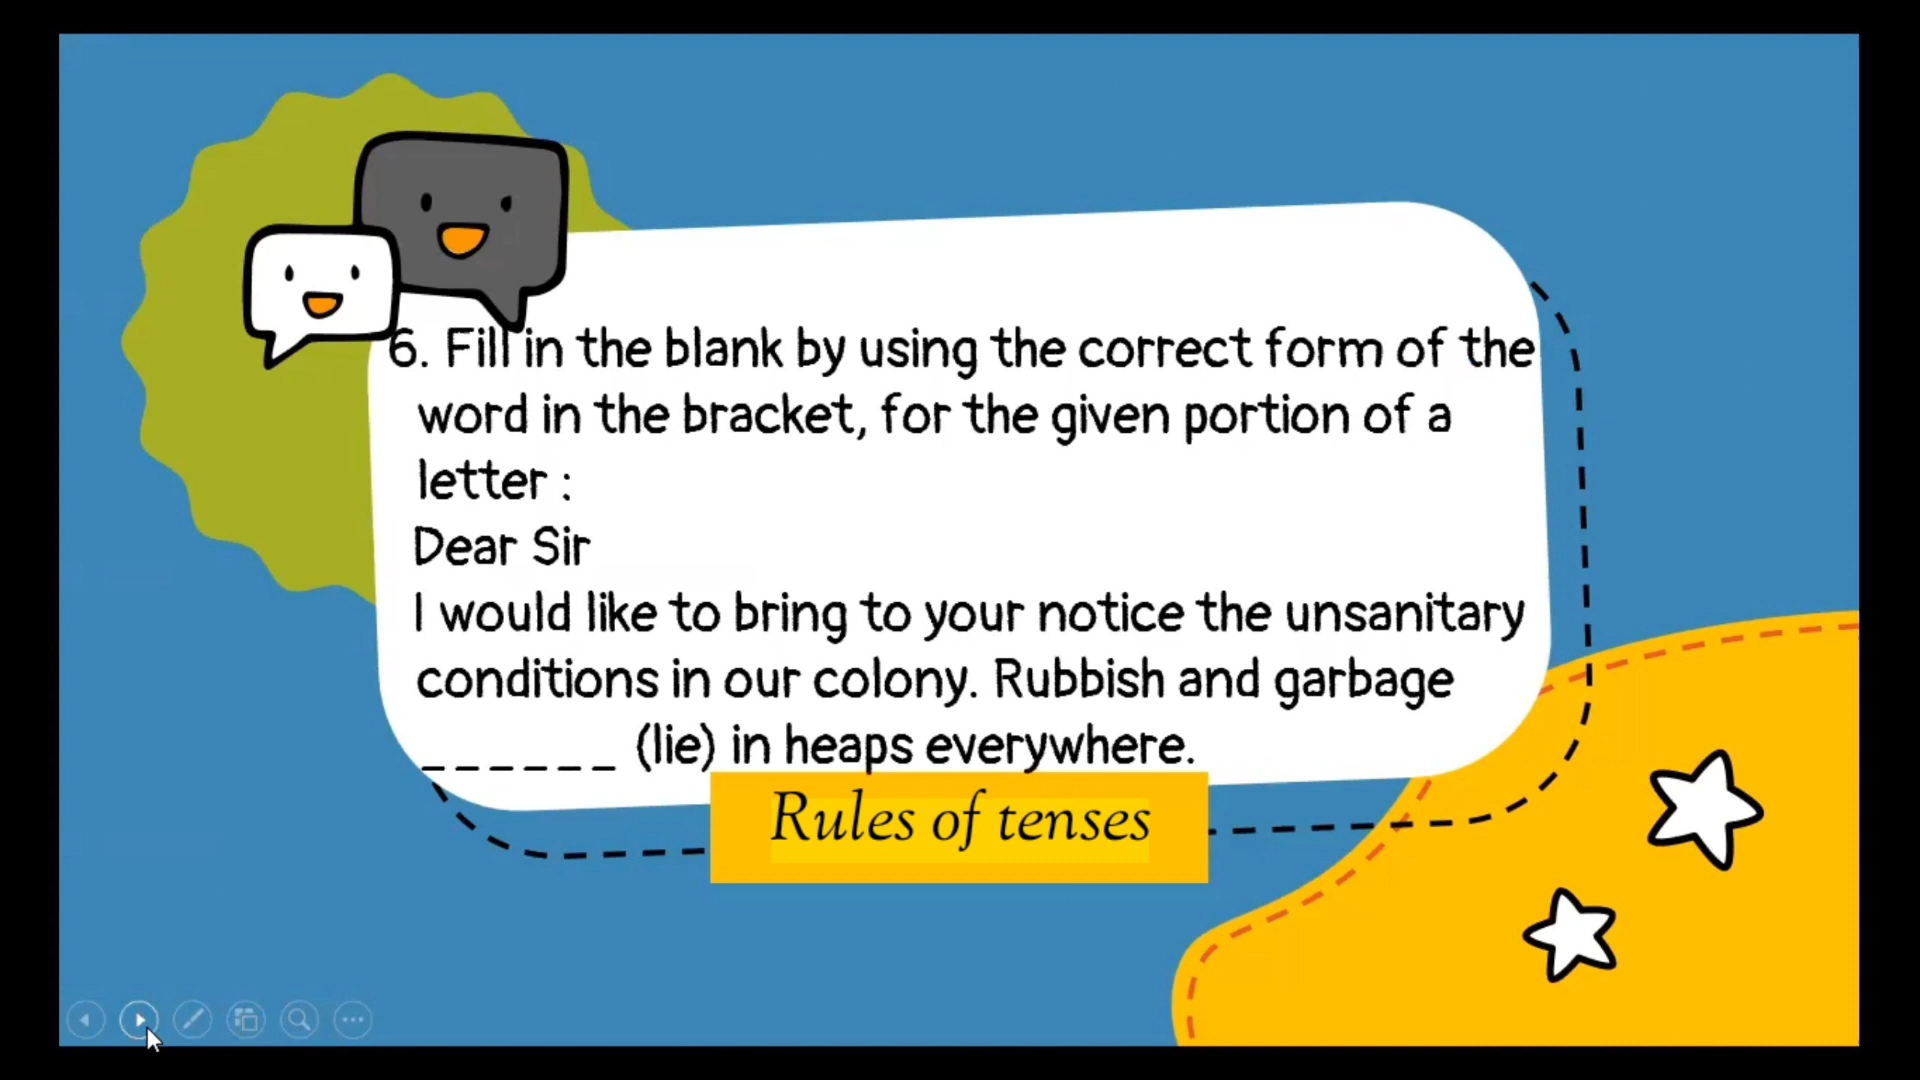 6. Fill in the blank by using the correct form of the
word in the bracket, for the given portion of a
letter :
Dear Sir
I would like to bring to your notice the unsanitary
conditions in our colony. Rubbish and garbage
______ (lie) in heaps everywhere.
Rules of tenses